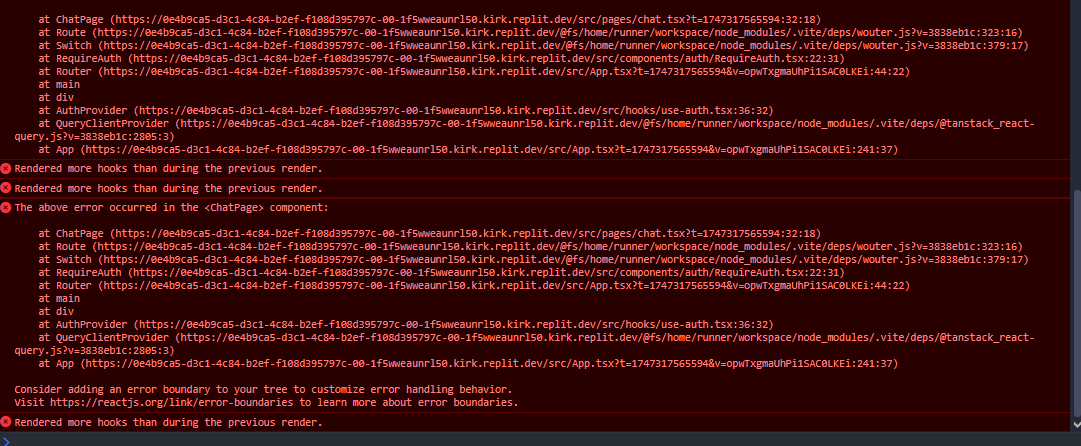 at ChatPage (https://0e4b9ca5-d3c1-4c84-b2ef-f108d395797c-00-1f5wweaunrl50.kirk.replit.dev/src/pages/chat.tsx?t=1747317565594:32:18)
at Route (https://0e4b9ca5-d3c1-4c84-b2ef-f108d395797c-00-1f5wweaunrl50.kirk.replit.dev/@fs/home/runner/workspace/node_modules/.vite/deps/wouter.js?v=3838eb1c:323:16)
at Switch (https://0e4b9ca5-d3c1-4c84-b2ef-f108d395797c-00-1f5wweaunrl50.kirk.replit.dev/@fs/home/runner/workspace/node_modules/.vite/deps/wouter.js?v=3838eb1c:379:17)
at RequireAuth (https://0e4b9ca5-d3c1-4c84-b2ef-f108d395797c-00-1f5wweaunrl50.kirk.replit.dev/src/components/auth/RequireAuth.tsx:22:31)
at Router (https://0e4b9ca5-d3c1-4c84-b2ef-f108d395797c-00-1f5wweaunrl50.kirk.replit.dev/src/App.tsx?t=1747317565594&v=opwTxgmaUhPi1SAC0LKEi:44:22)
at main
at div
at AuthProvider (https://0e4b9ca5-d3c1-4c84-b2ef-f108d395797c-00-1f5wweaunrl50.kirk.replit.dev/src/hooks/use-auth.tsx:36:32)
at QueryClientProvider (https://0e4b9ca5-d3c1-4c84-b2ef-f108d395797c-00-1f5wweaunrl50.kirk.replit.dev/@fs/home/runner/workspace/node_modules/.vite/deps/@tanstack_react-
query.js?v=3838eb1c:2805:3)
at App (https://0e4b9ca5-d3c1-4c84-b2ef-f108d395797c-00-1f5wweaunrl50.kirk.replit.dev/src/App.tsx?t=1747317565594&v=opwTxgmaUhPi1SAC0LKEi:241:37)
Rendered more hooks than during the previous render.
Rendered more hooks than during the previous render.
The above error occurred in the <ChatPage> component:
at ChatPage (https://0e4b9ca5-d3c1-4c84-b2ef-f108d395797c-00-1f5wweaunrl50.kirk.replit.dev/src/pages/chat.tsx?t=1747317565594:32:18)
at Route (https://0e4b9ca5-d3c1-4c84-b2ef-f108d395797c-00-1f5wweaunrl50.kirk.replit.dev/@fs/home/runner/workspace/node_modules/.vite/deps/wouter.js?v=3838eb1c:323:16)
at Switch (https://0e4b9ca5-d3c1-4c84-b2ef-f108d395797c-00-1f5wweaunrl50.kirk.replit.dev/@fs/home/runner/workspace/node_modules/.vite/deps/wouter.js?v=3838eb1c:379:17)
at RequireAuth (https://0e4b9ca5-d3c1-4c84-b2ef-f108d395797c-00-1f5wweaunrl50.kirk.replit.dev/src/components/auth/RequireAuth.tsx:22:31)
at Router (https://0e4b9ca5-d3c1-4c84-b2ef-f108d395797c-00-1f5wweaunrl50.kirk.replit.dev/src/App.tsx?t=1747317565594&v=opwTxgmaUhPi1SAC0LKEi:44:22)
at main
at div
at AuthProvider (https://0e4b9ca5-d3c1-4c84-b2ef-f108d395797c-00-1f5wweaunrl50.kirk.replit.dev/src/hooks/use-auth.tsx:36:32)
at QueryClientProvider (https://0e4b9ca5-d3c1-4c84-b2ef-f108d395797c-00-1f5wweaunrl50.kirk.replit.dev/@fs/home/runner/workspace/node_modules/.vite/deps/@tanstack_react-
query.js?v=3838eb1c:2805:3)
at App (https://0e4b9ca5-d3c1-4c84-b2ef-f108d395797c-00-1f5wweaunrl50.kirk.replit.dev/src/App.tsx?t=1747317565594&v=opwTxgmaUhPi1SAC0LKEi:241:37)
Consider adding an error boundary to your tree to customize error handling behavior.
Visit https://reactjs.org/link/error-boundaries to learn more about error boundaries.
Rendered more hooks than during the previous render.